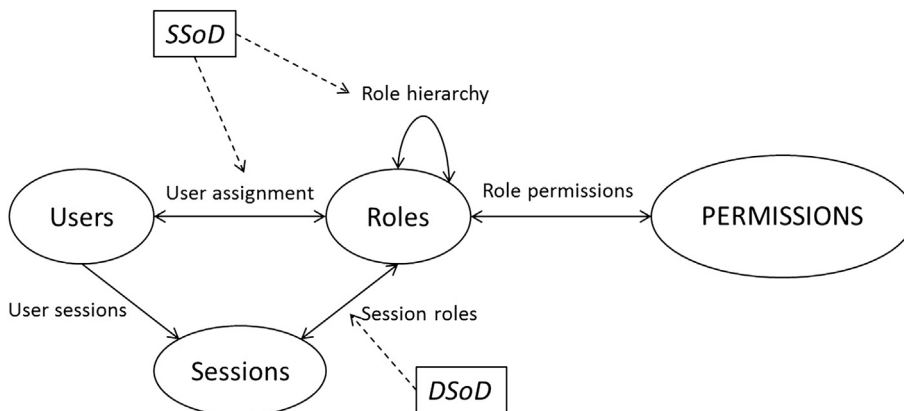 SSoD
Role hierarchy
User assignment
Role permissions
Users
Roles
PERMISSIONS
User sessions
Session roles
Sessions
DSoD